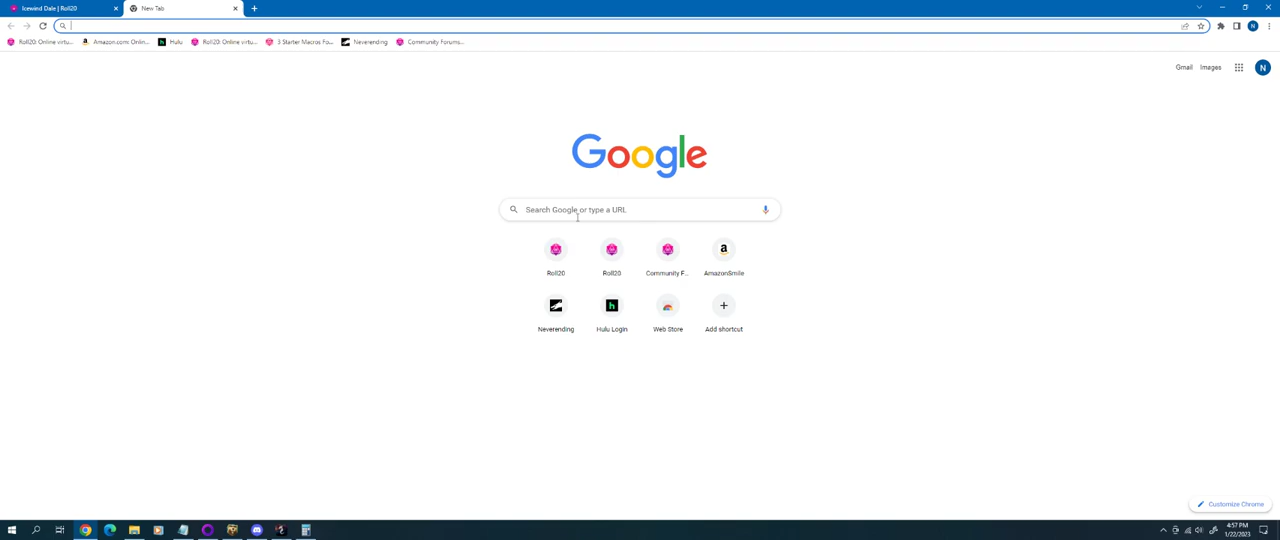 Icewind Dale | Roll20
New Tab
Roll20: Online virtu...
Amazon.com: Onlin...
Hulu
Roll20: Online virtu...
3 Starter Macros Fo...
Neverending
Community Forums...
Gmail
Images
N
Google
Search Google or type a URL
Roll20
Roll20
Community F...
AmazonSmile
Neverending
Hulu Login
Web Store
Add shortcut
Customize Chrome
4:57 PM
1/22/2023